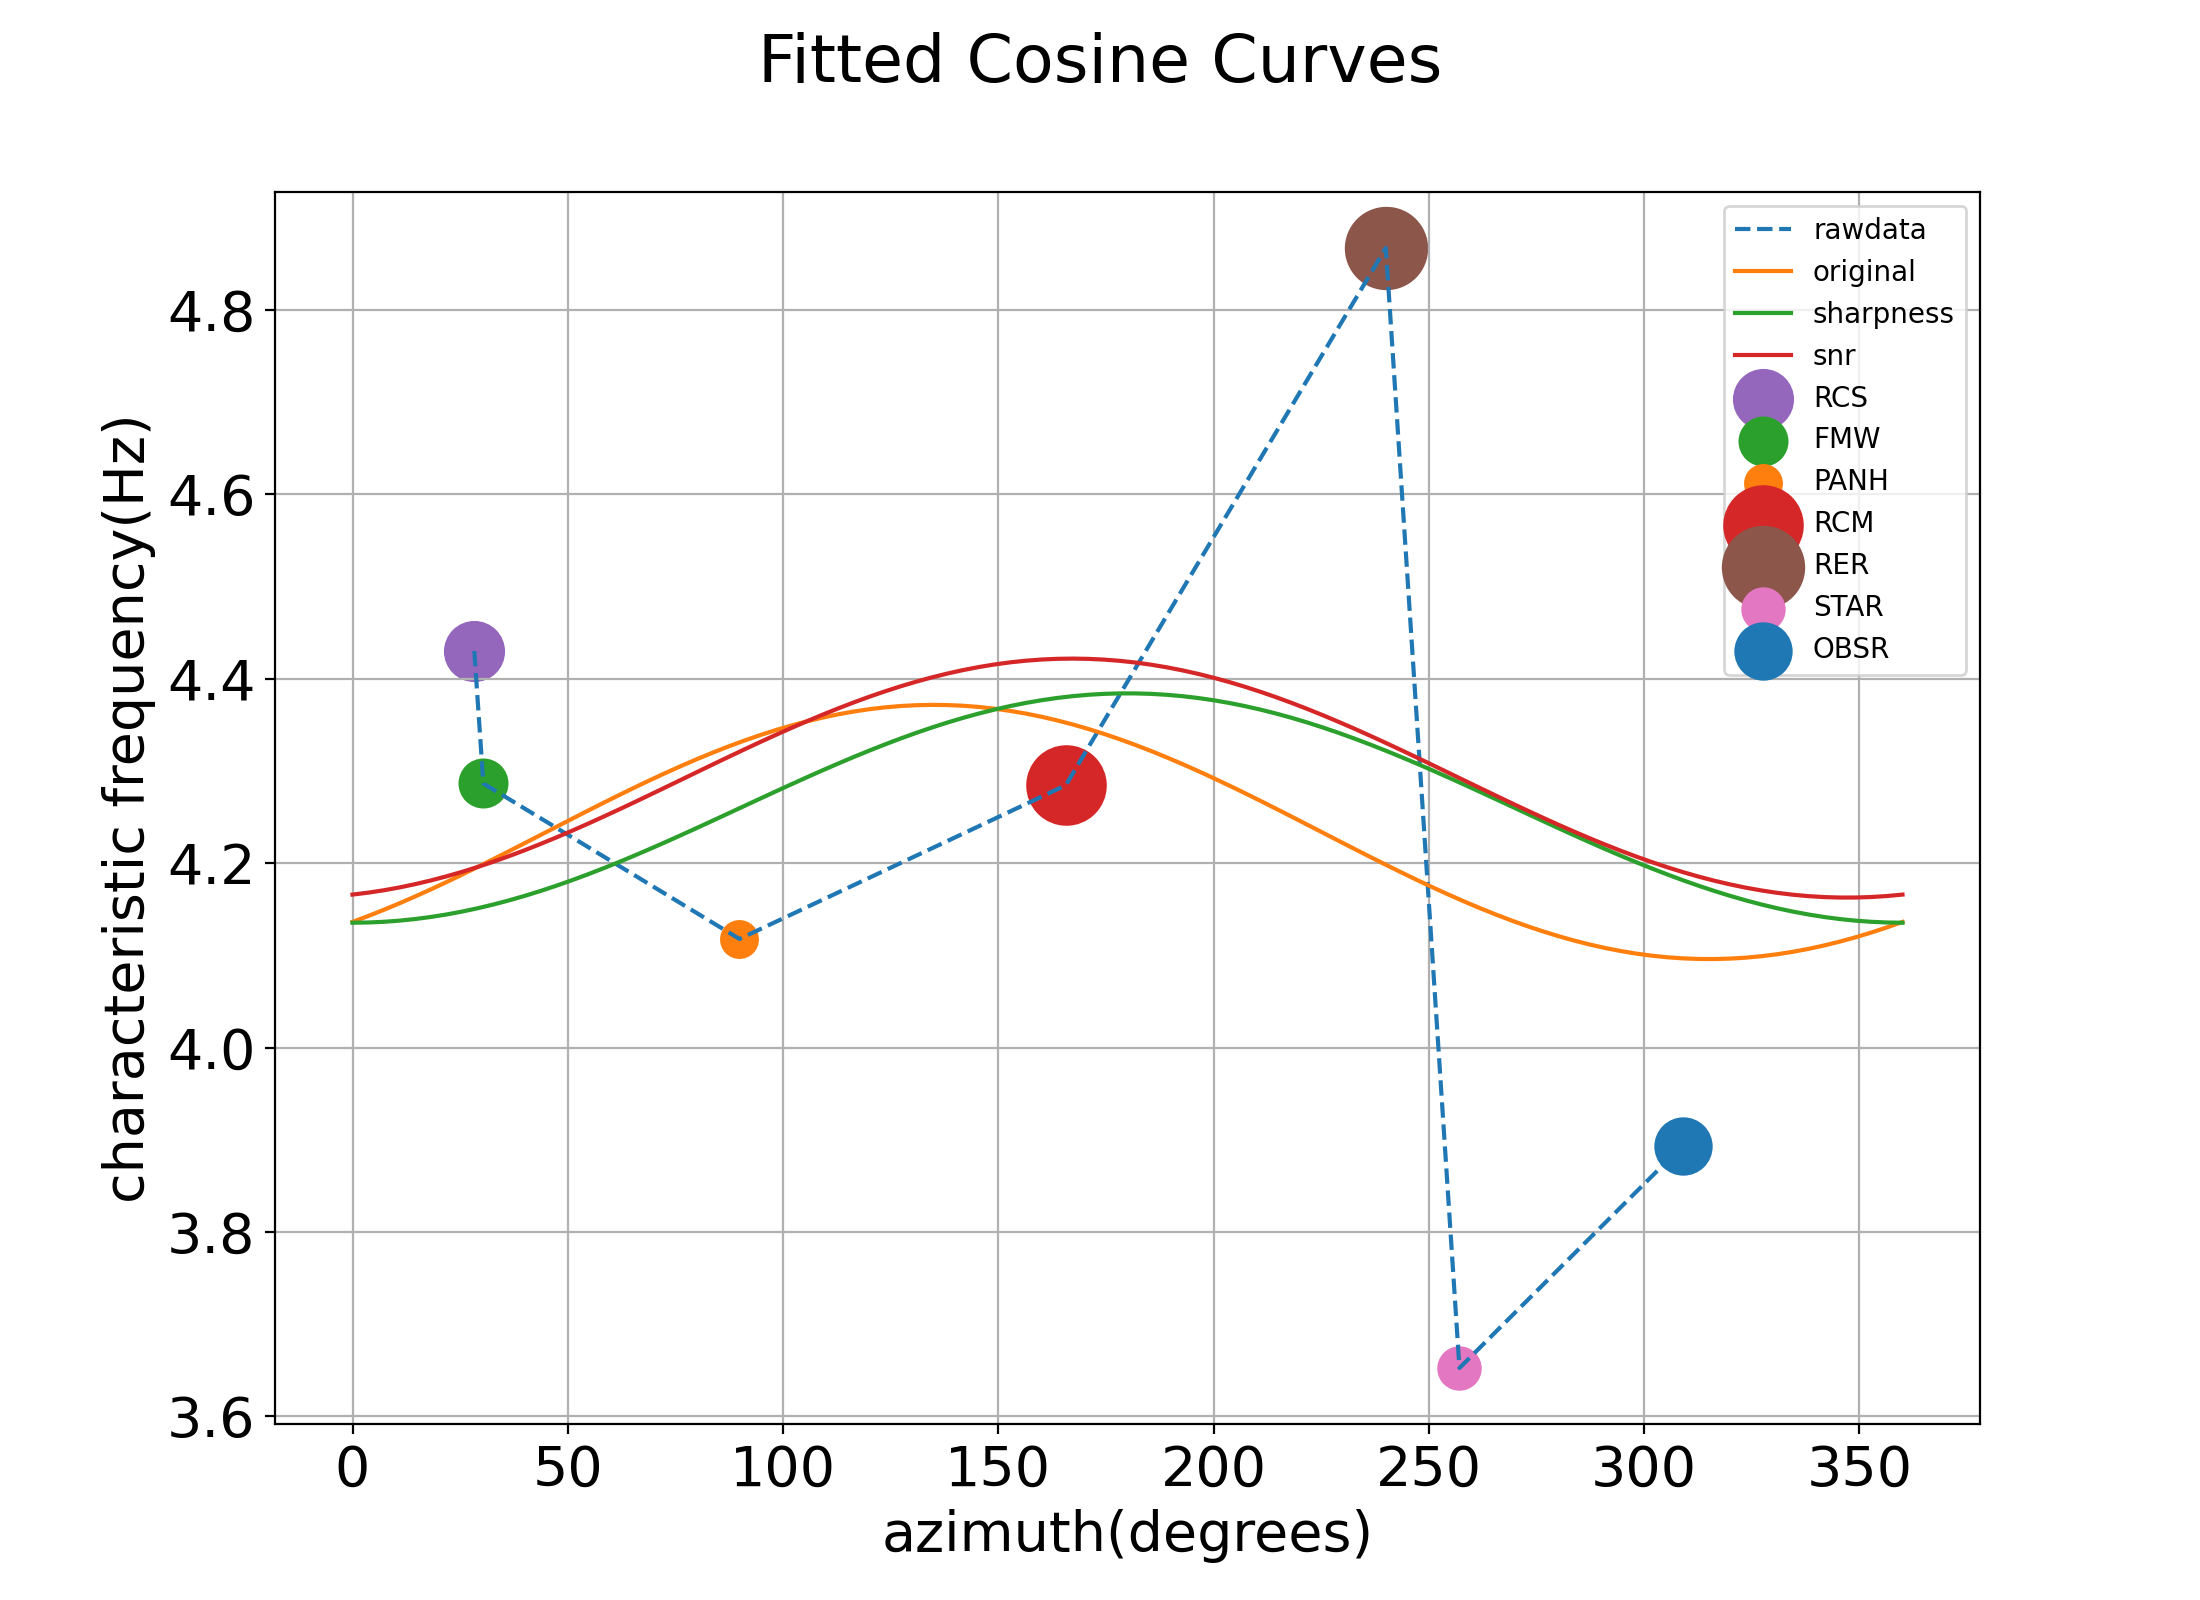 Fitted Cosine Curves
characteristic frequency(Hz)
4.8
4.6
4.4
4.2
4.0
3.8
3.6
rawdata
original
sharpness
snr
RCS
FMW
PANH
RCM
RER
STAR
OBSR
0 50 100 150 200 250 300 350
azimuth(degrees)